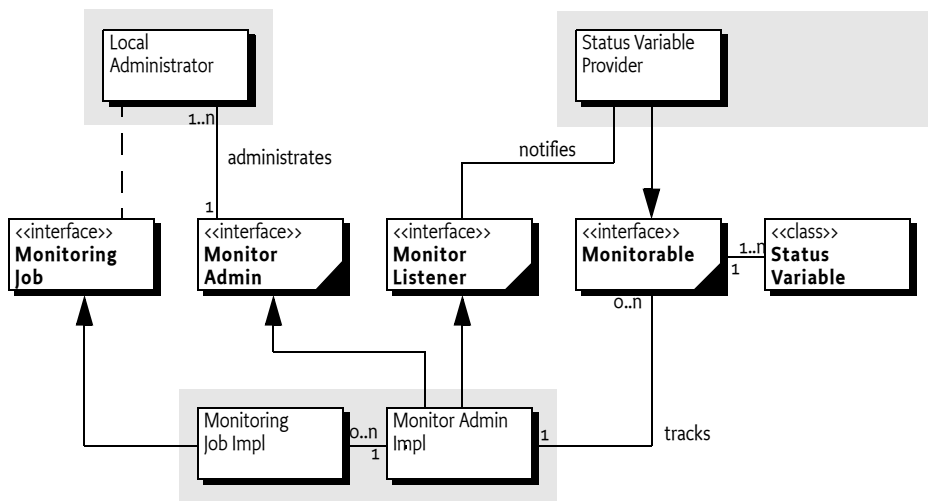 Local
Administrator
Status Variable
Provider
1..n
administrates
notifies
1
<<interface>>
Monitoring
Job
<<interface>>
Monitor
Admin
<<interface>>
Monitor
Listener
<<interface>>
Monitorable
1..n
1
<<class>>
Status
Variable
0..n
Monitoring
Job Impl
0..n
1
Monitor Admin
Impl
1
tracks